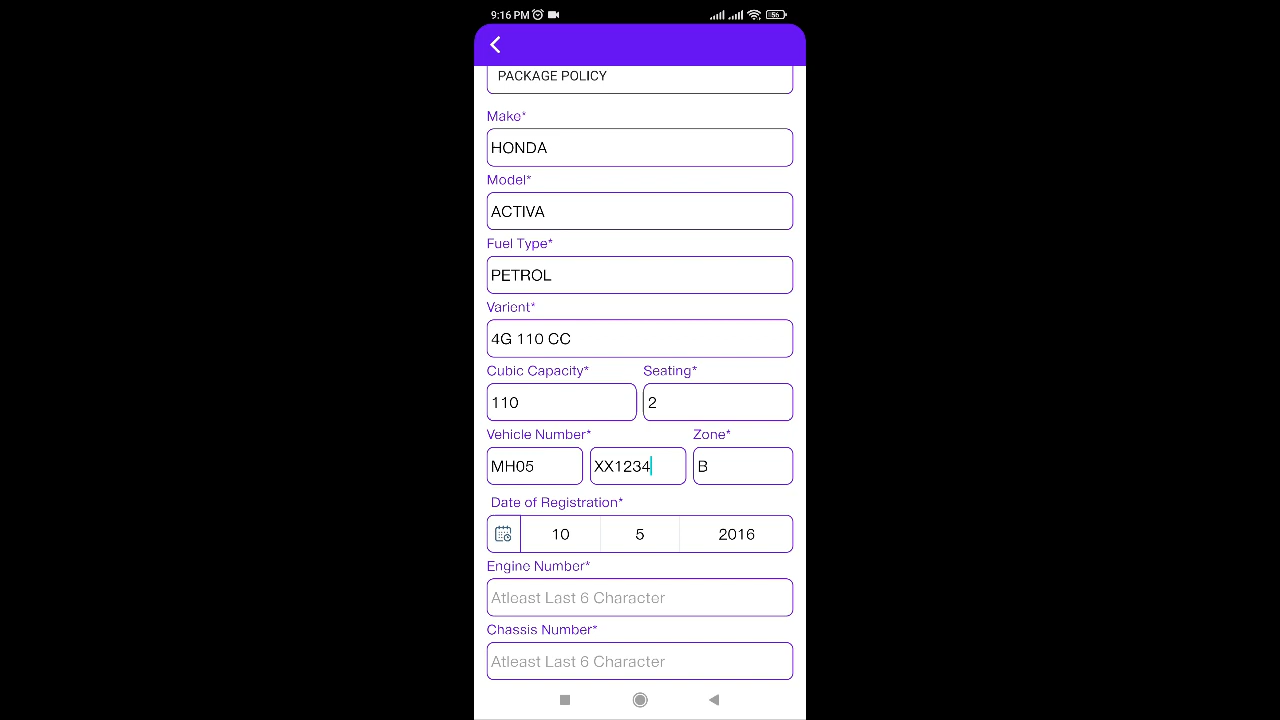 9:16 PM 56
PACKAGE POLICY
Make*
HONDA
Model*
ACTIVA
Fuel Type*
PETROL
Varient*
4G 110 CC
Cubic Capacity* Seating*
110 2
Vehicle Number* Zone*
MH05 XX1234 B
Date of Registration*
10 5 2016
Engine Number*
Atleast Last 6 Character
Chassis Number*
Atleast Last 6 Character